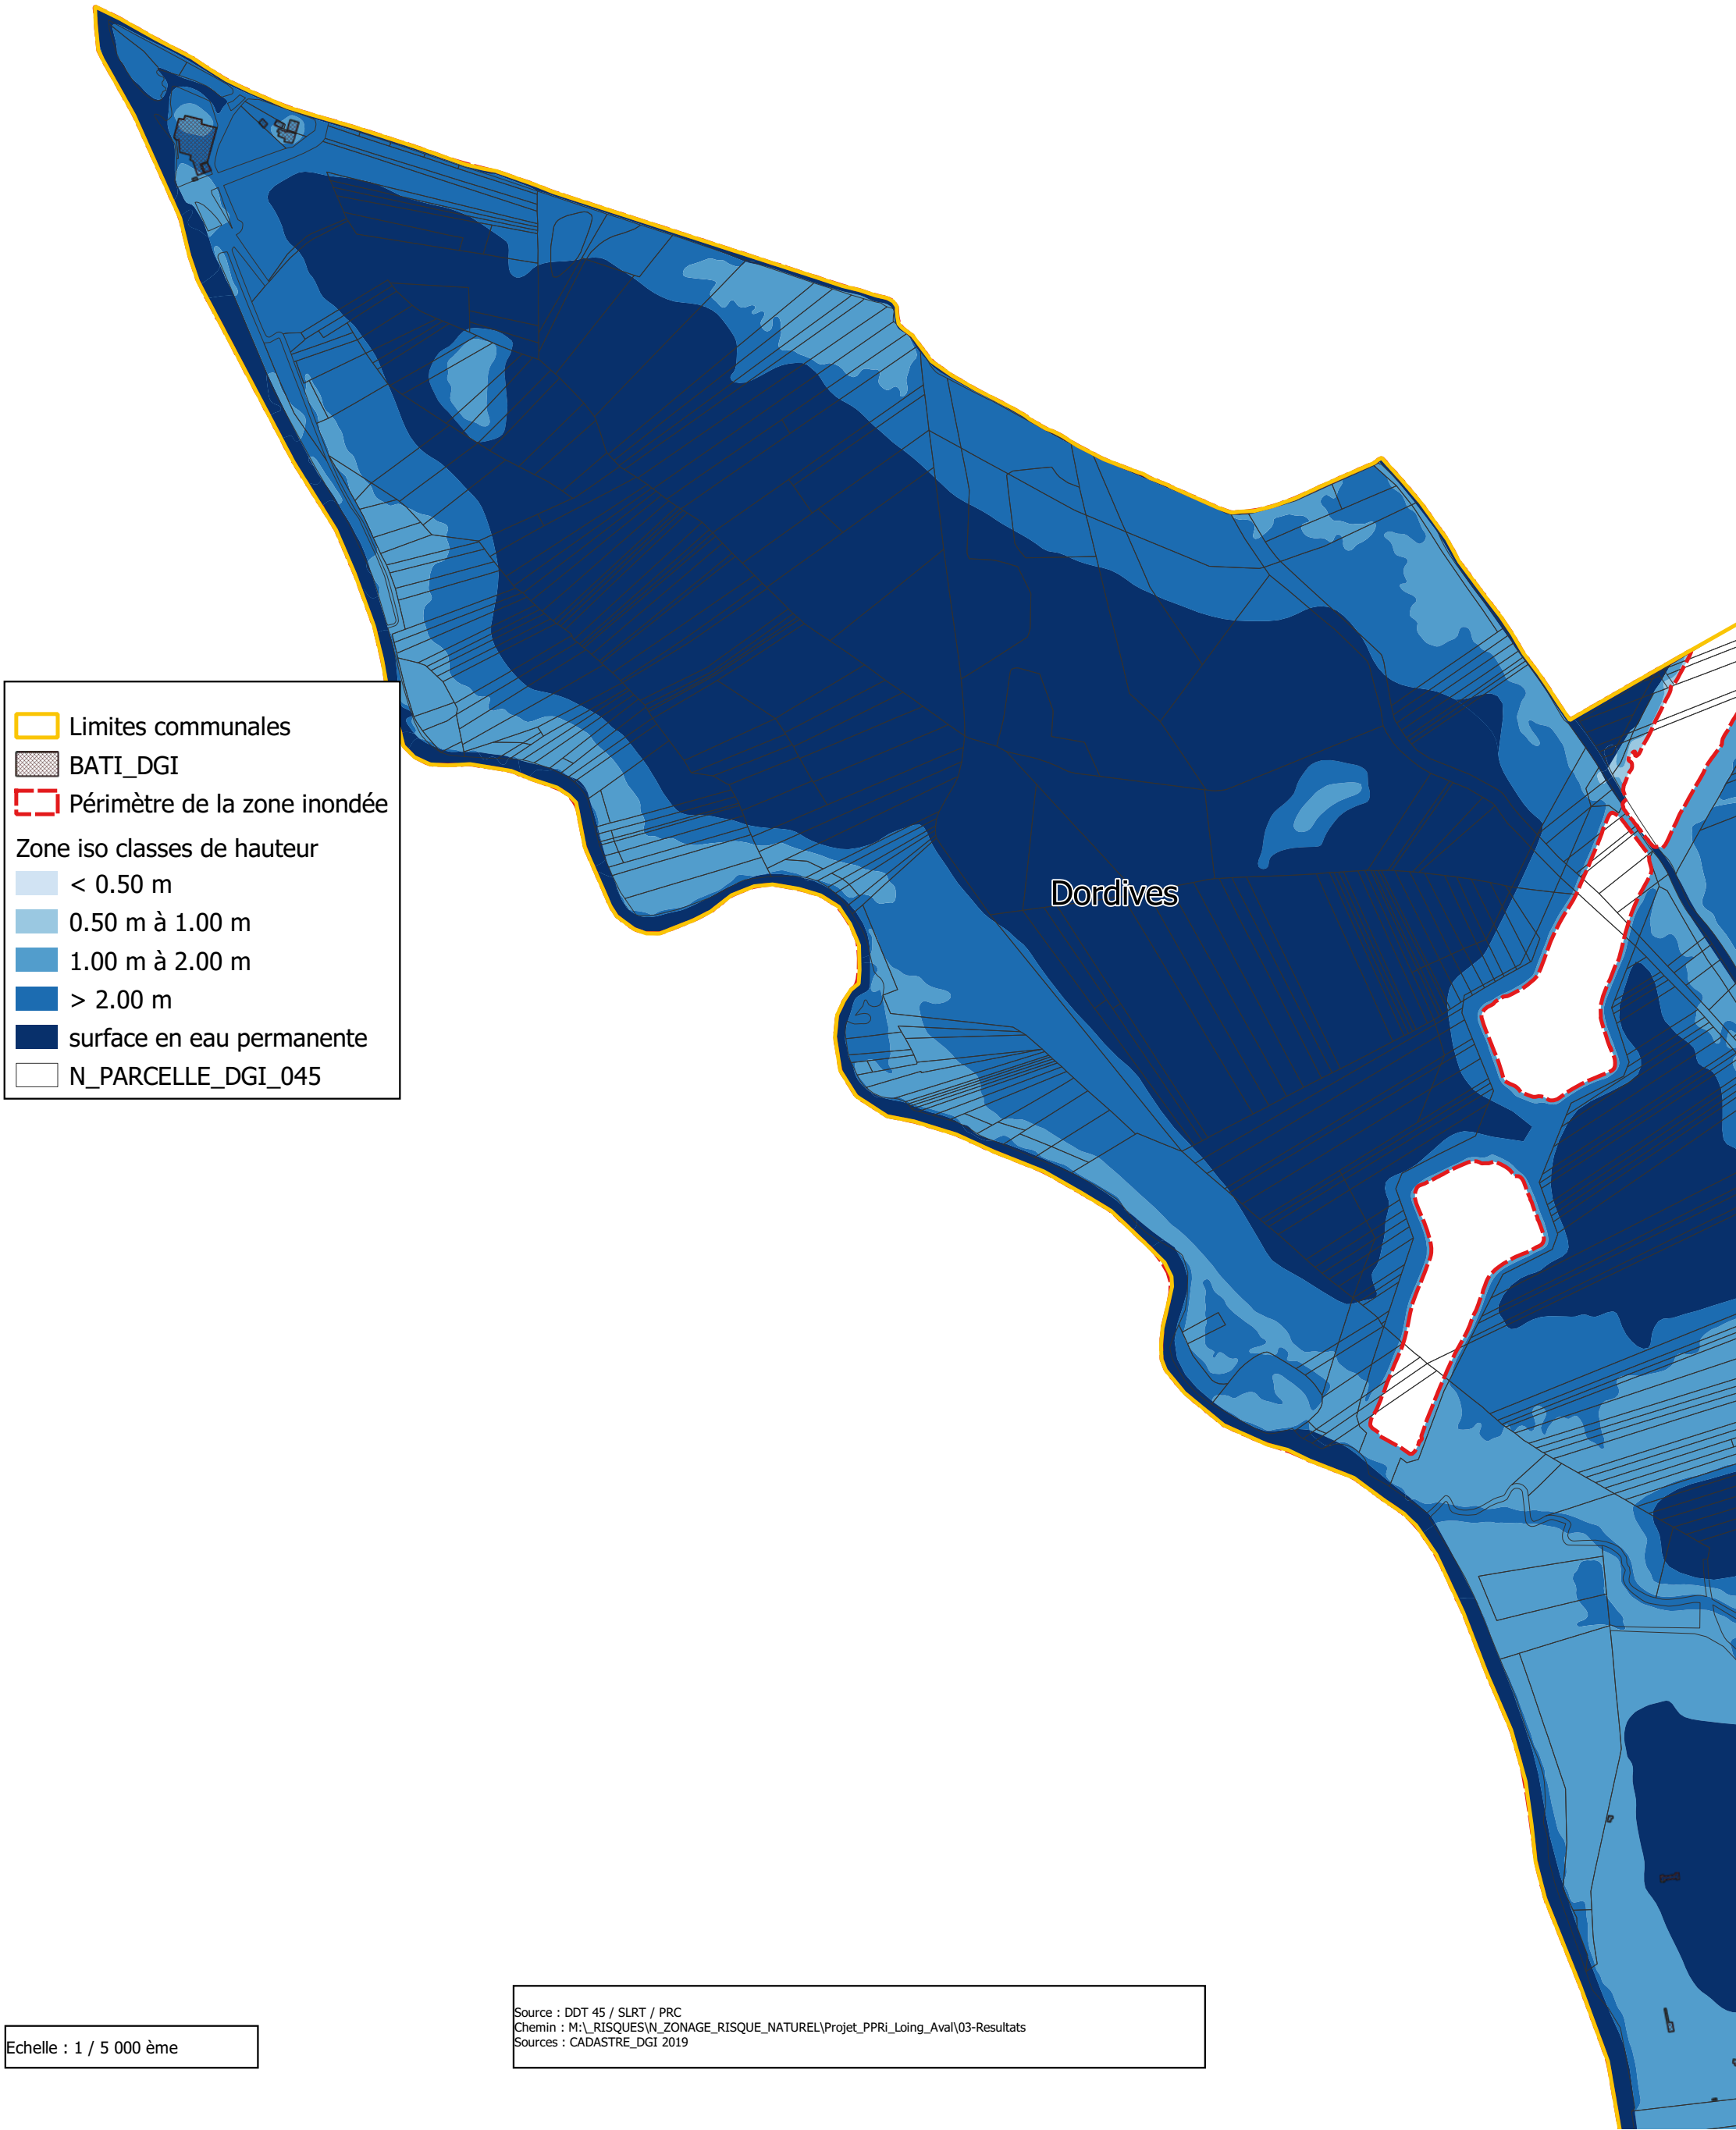 Limites communales
BATI_DGI
Périmètre de la zone inondée
Zone iso classes de hauteur
< 0.50 m
0.50 m à 1.00 m
1.00 m à 2.00 m
> 2.00 m
surface en eau permanente
N_PARCELLE_DGI_045
Dordives
Source : DDT 45 / SLRT / PRC
Chemin : M:\_RISQUES\N_ZONAGE_RISQUE_NATUREL\Projet_PPRi_Loing_Aval\03-Resultats
Sources : CADASTRE_DGI 2019
Echelle : 1 / 5 000 ème